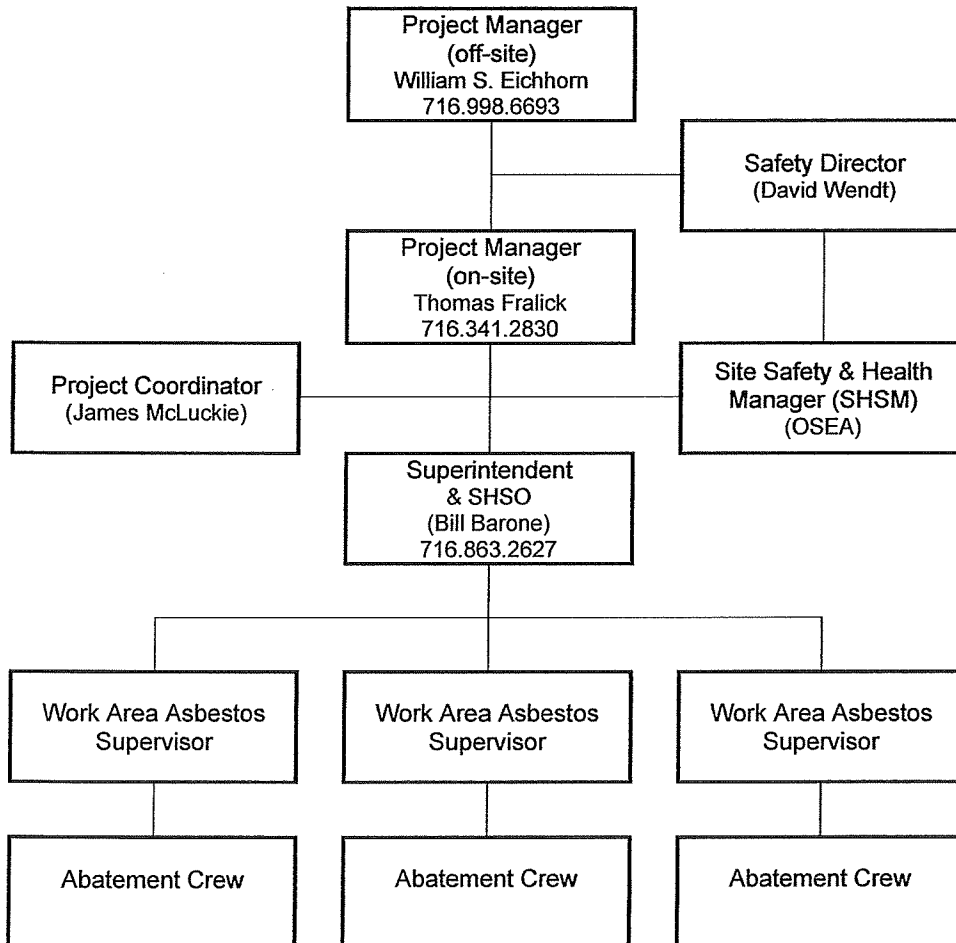 Project Manager
(off-site)
William S. Eichhorn
716.998.6693
Safety Director
(David Wendt)
Project Manager
(on-site)
Thomas Fralick
716.341.2830
Project Coordinator
(James McLuckie)
Site Safety & Health
Manager (SHSM)
(OSEA)
Superintendent
& SHSO
(Bill Barone)
716.863.2627
Work Area Asbestos
Supervisor
Work Area Asbestos
Supervisor
Work Area Asbestos
Supervisor
Abatement Crew
Abatement Crew
Abatement Crew